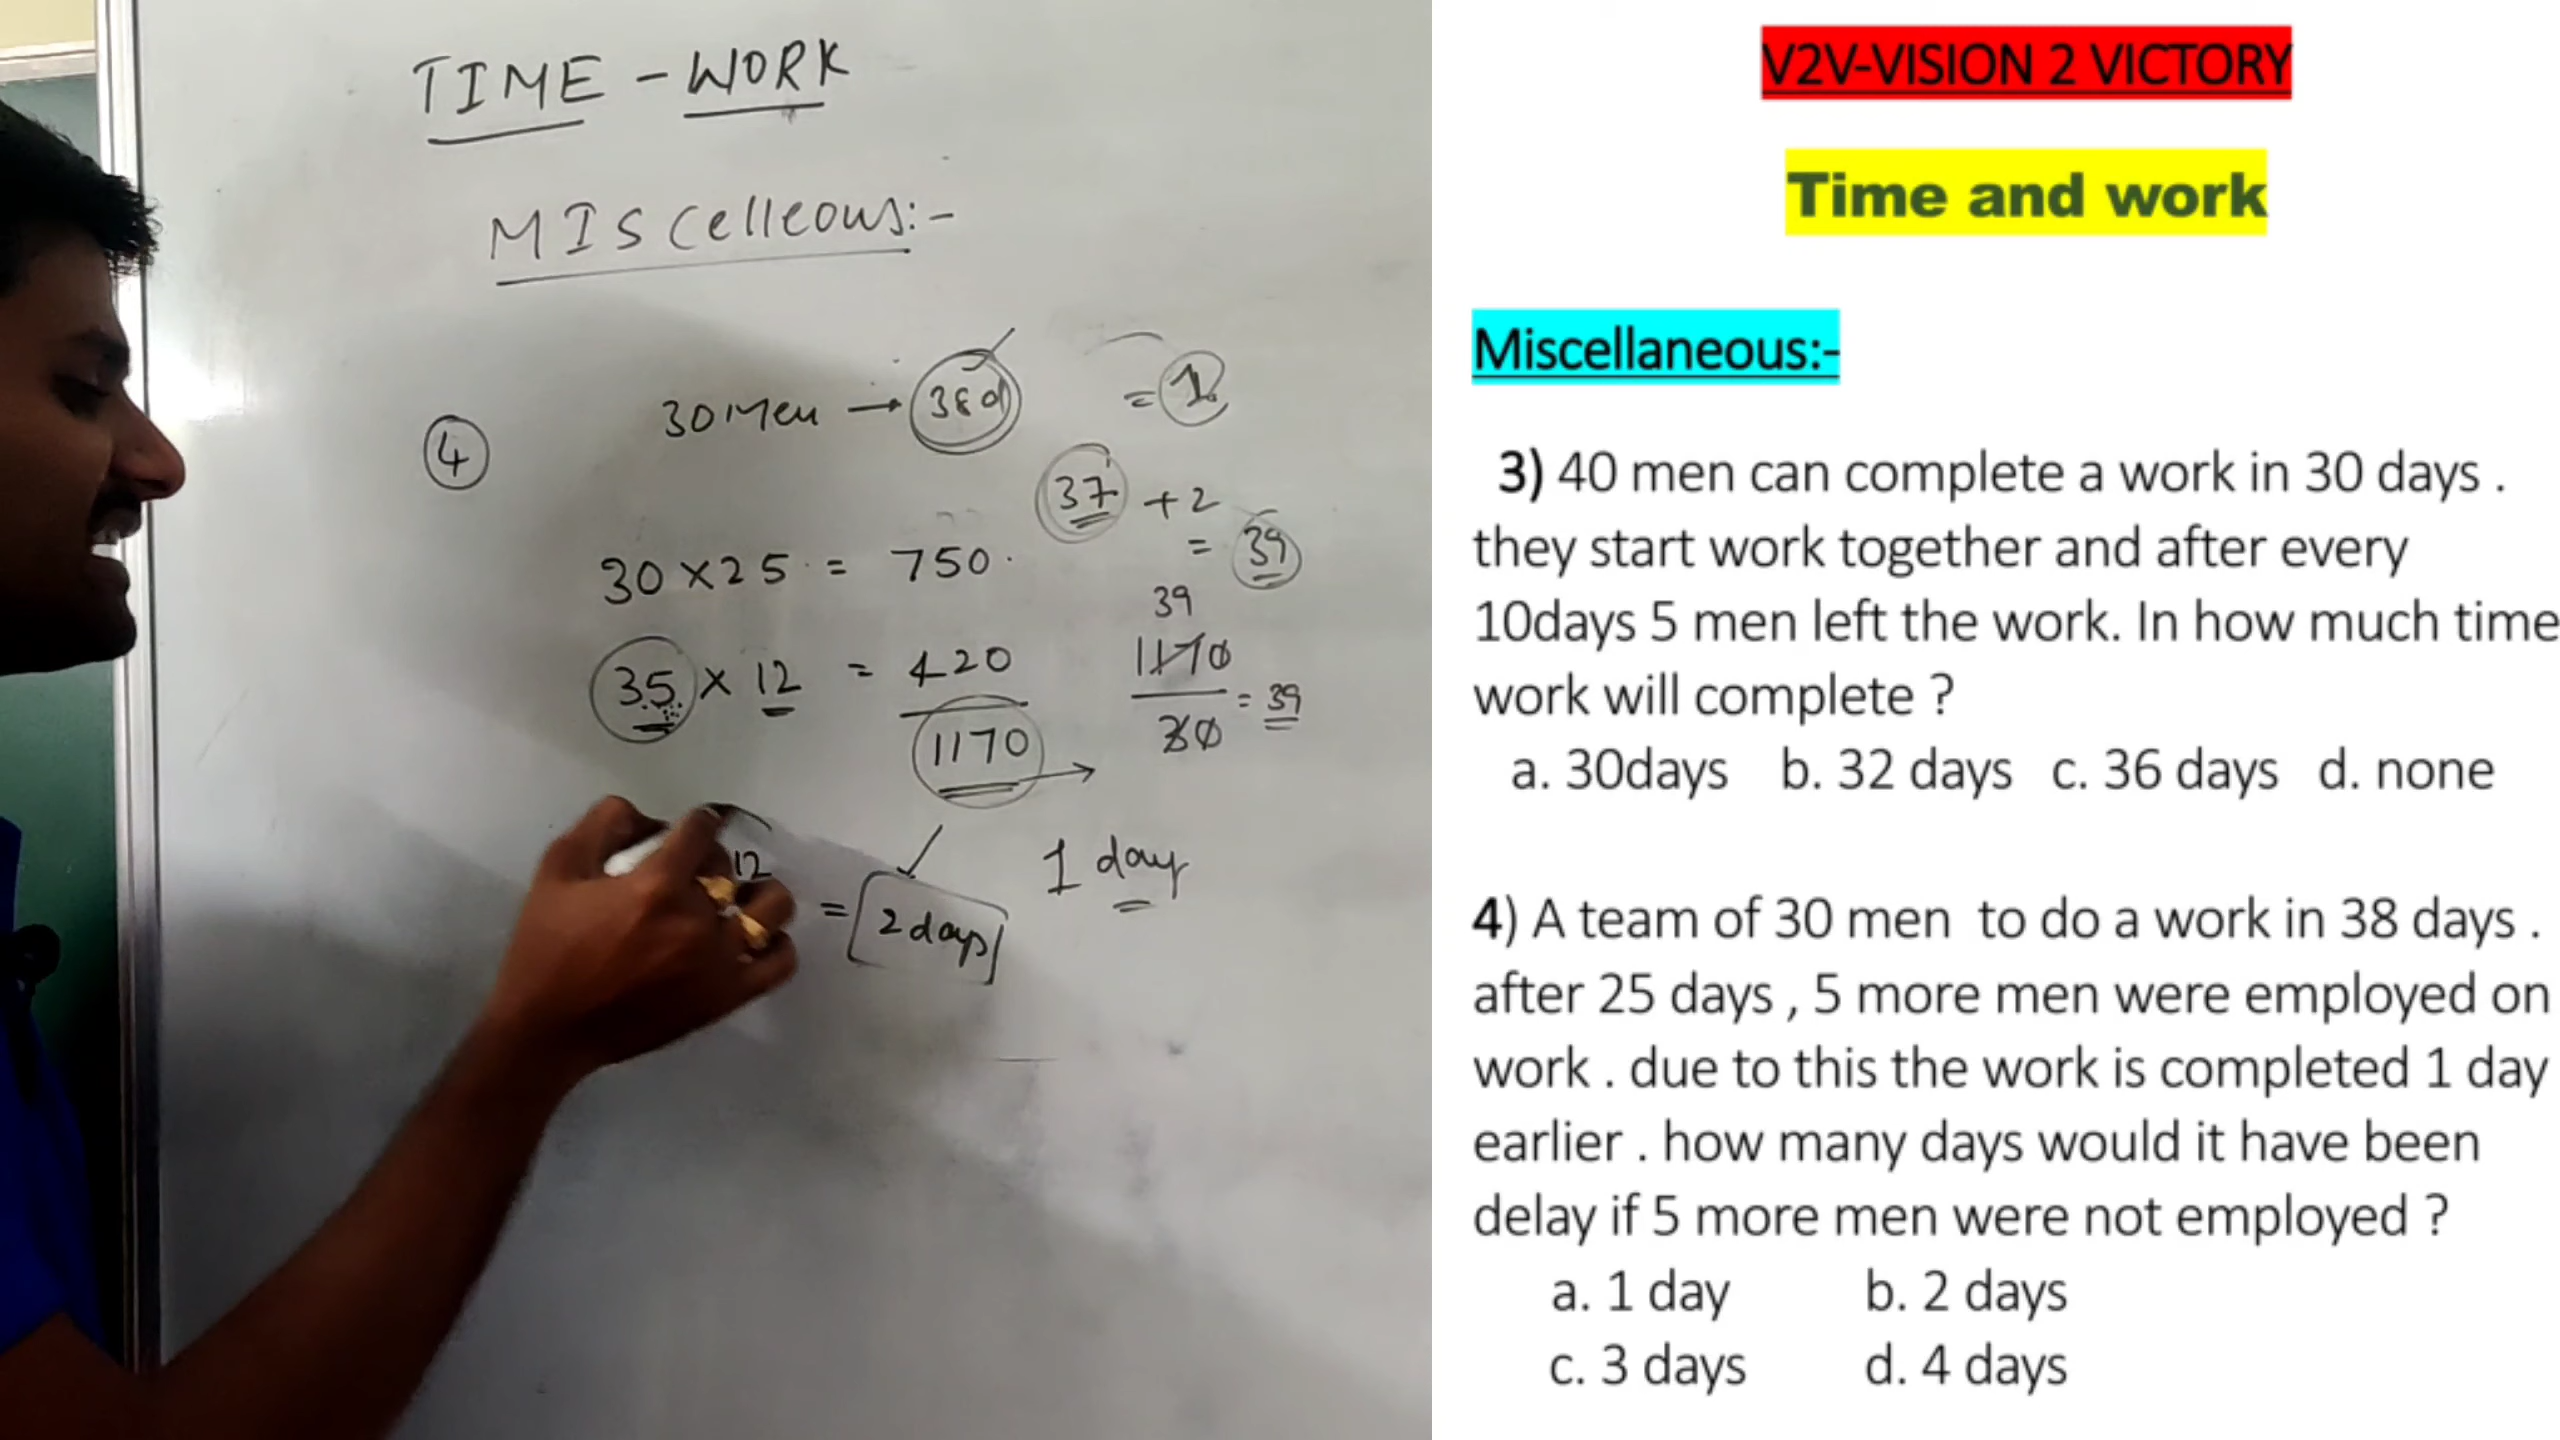 TIME - WORK
MIScelleous:-
4
30 Men → 38d = 1
37 + 2
= 39
30 x 25 = 750
35 x 12 = 420
1170
39
1170
30
= 39
12
= 2 days
1 day
V2V-VISION 2 VICTORY
Time and work
Miscellaneous:-
3) 40 men can complete a work in 30 days .
they start work together and after every
10days 5 men left the work. In how much time
work will complete ?
a. 30days b. 32 days c. 36 days d. none
4) A team of 30 men to do a work in 38 days .
after 25 days , 5 more men were employed on
work . due to this the work is completed 1 day
earlier . how many days would it have been
delay if 5 more men were not employed ?
a. 1 day b. 2 days
c. 3 days d. 4 days